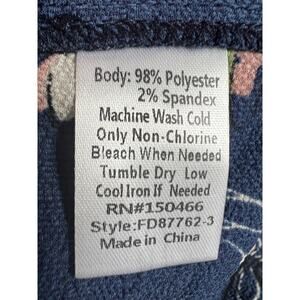 Body: 98% Polyester
2% Spandex
Machine Wash Cold
Only Non-Chlorine
Bleach When Needed
Tumble Dry Low
Cool Iron If Needed
RN#150466
Style:FD87762-3
Made in China